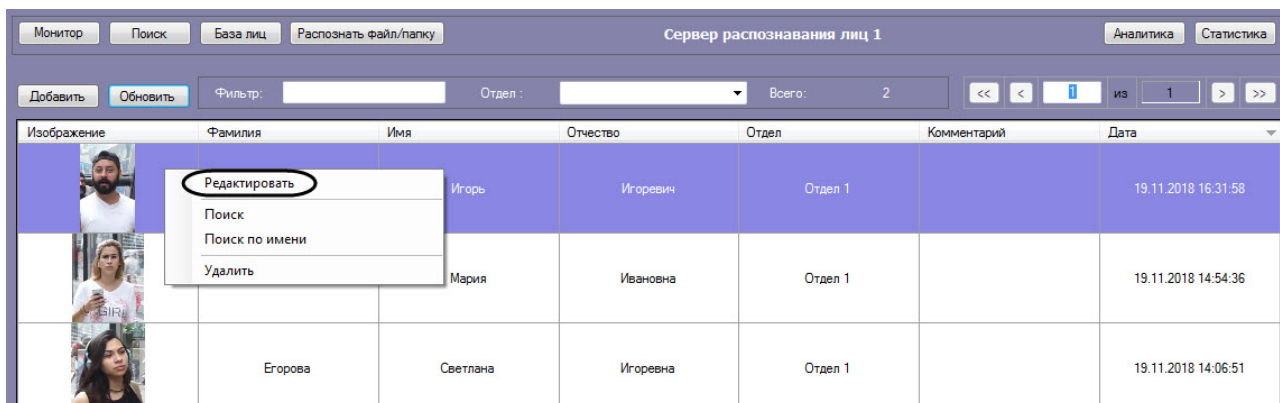 Монитор Поиск База лиц Распознать файл/папку Сервер распознавания лиц 1 Аналитика Статистика
Добавить Обновить Фильтр: Отдел : Всего: 2 << < 1 из 1 > >>
Изображение Фамилия Имя Отчество Отдел Комментарий Дата
Редактировать
Игорь Игоревич Отдел 1 19.11.2018 16:31:58
Поиск
Поиск по имени
Удалить
Мария Ивановна Отдел 1 19.11.2018 14:54:36
Егорова Светлана Игоревна Отдел 1 19.11.2018 14:06:51